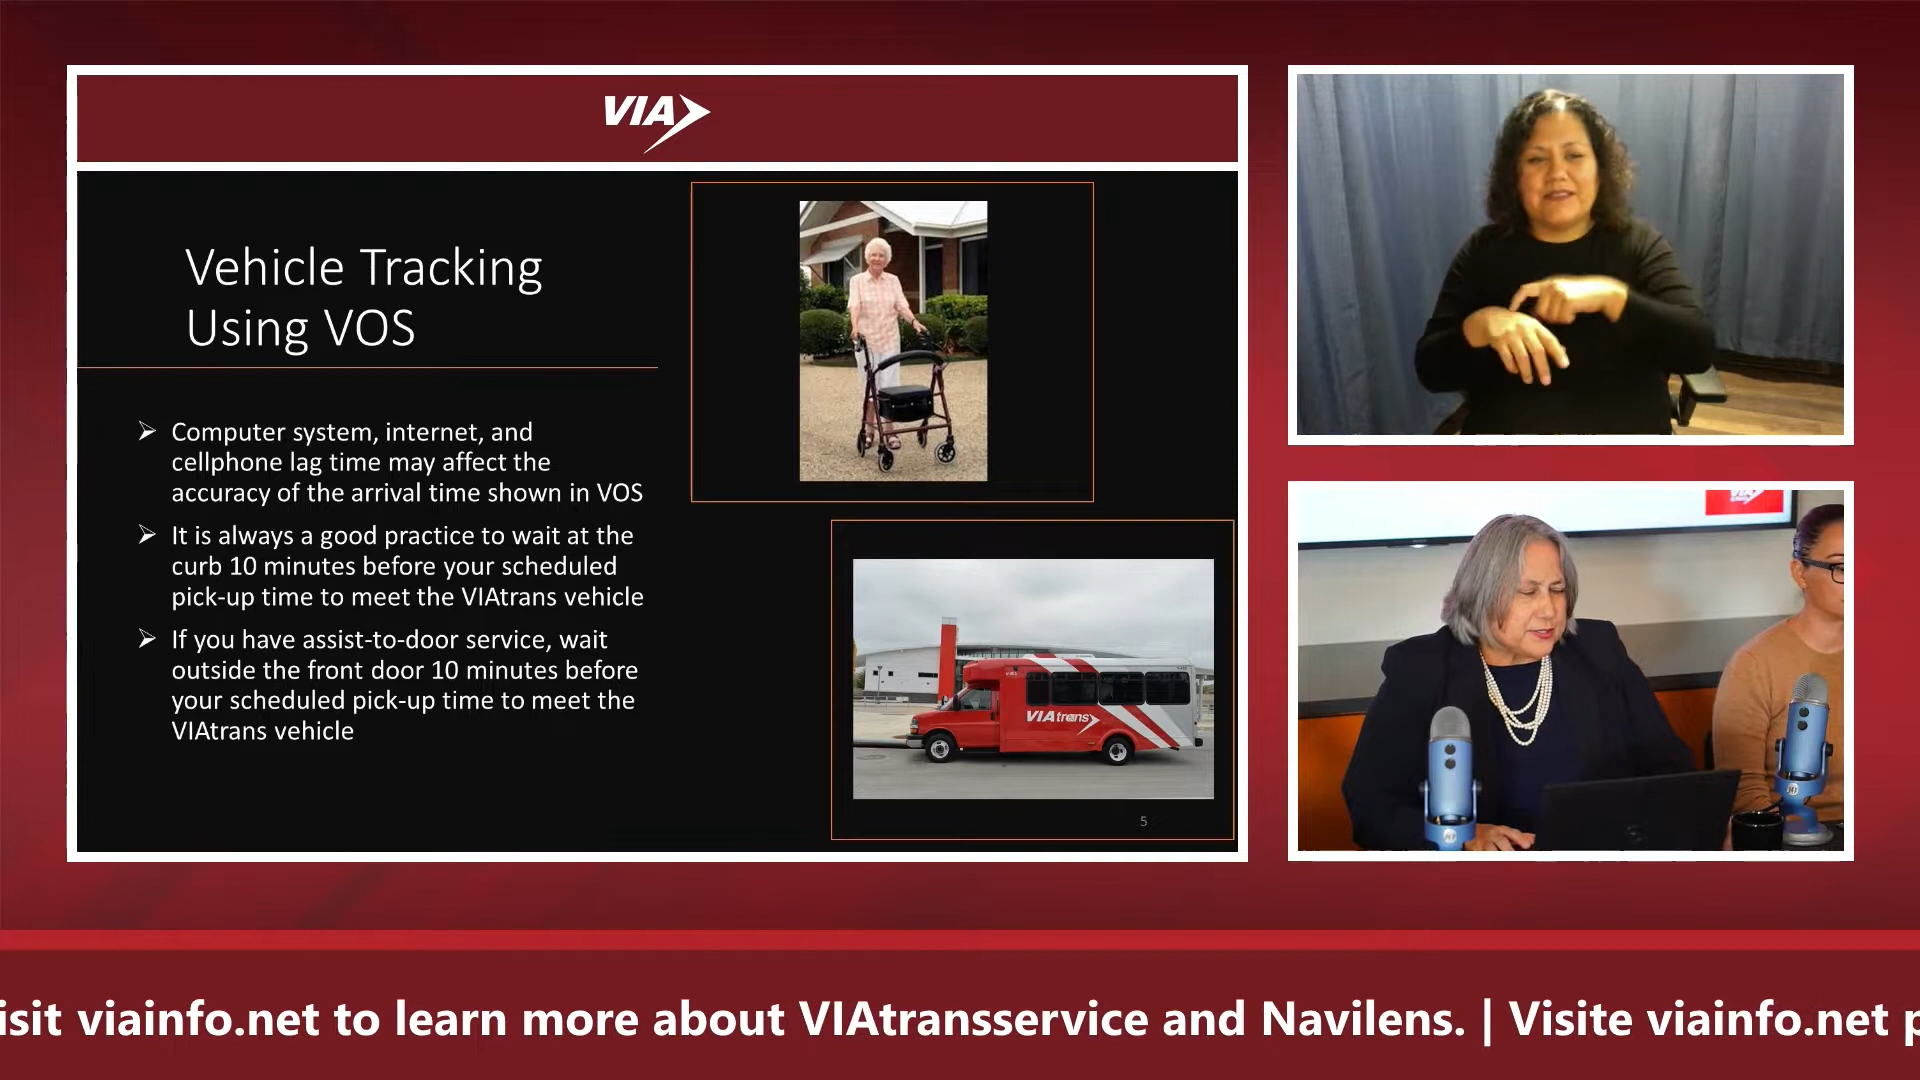 VIA
Vehicle Tracking
Using VOS
Computer system, internet, and
cellphone lag time may affect the
accuracy of the arrival time shown in VOS
It is always a good practice to wait at the
curb 10 minutes before your scheduled
pick-up time to meet the VIAtrans vehicle
If you have assist-to-door service, wait
outside the front door 10 minutes before
your scheduled pick-up time to meet the
VIAtrans vehicle
VIAtrans
5
isit viainfo.net to learn more about VIAtransservice and Navilens. | Visite viainfo.net p